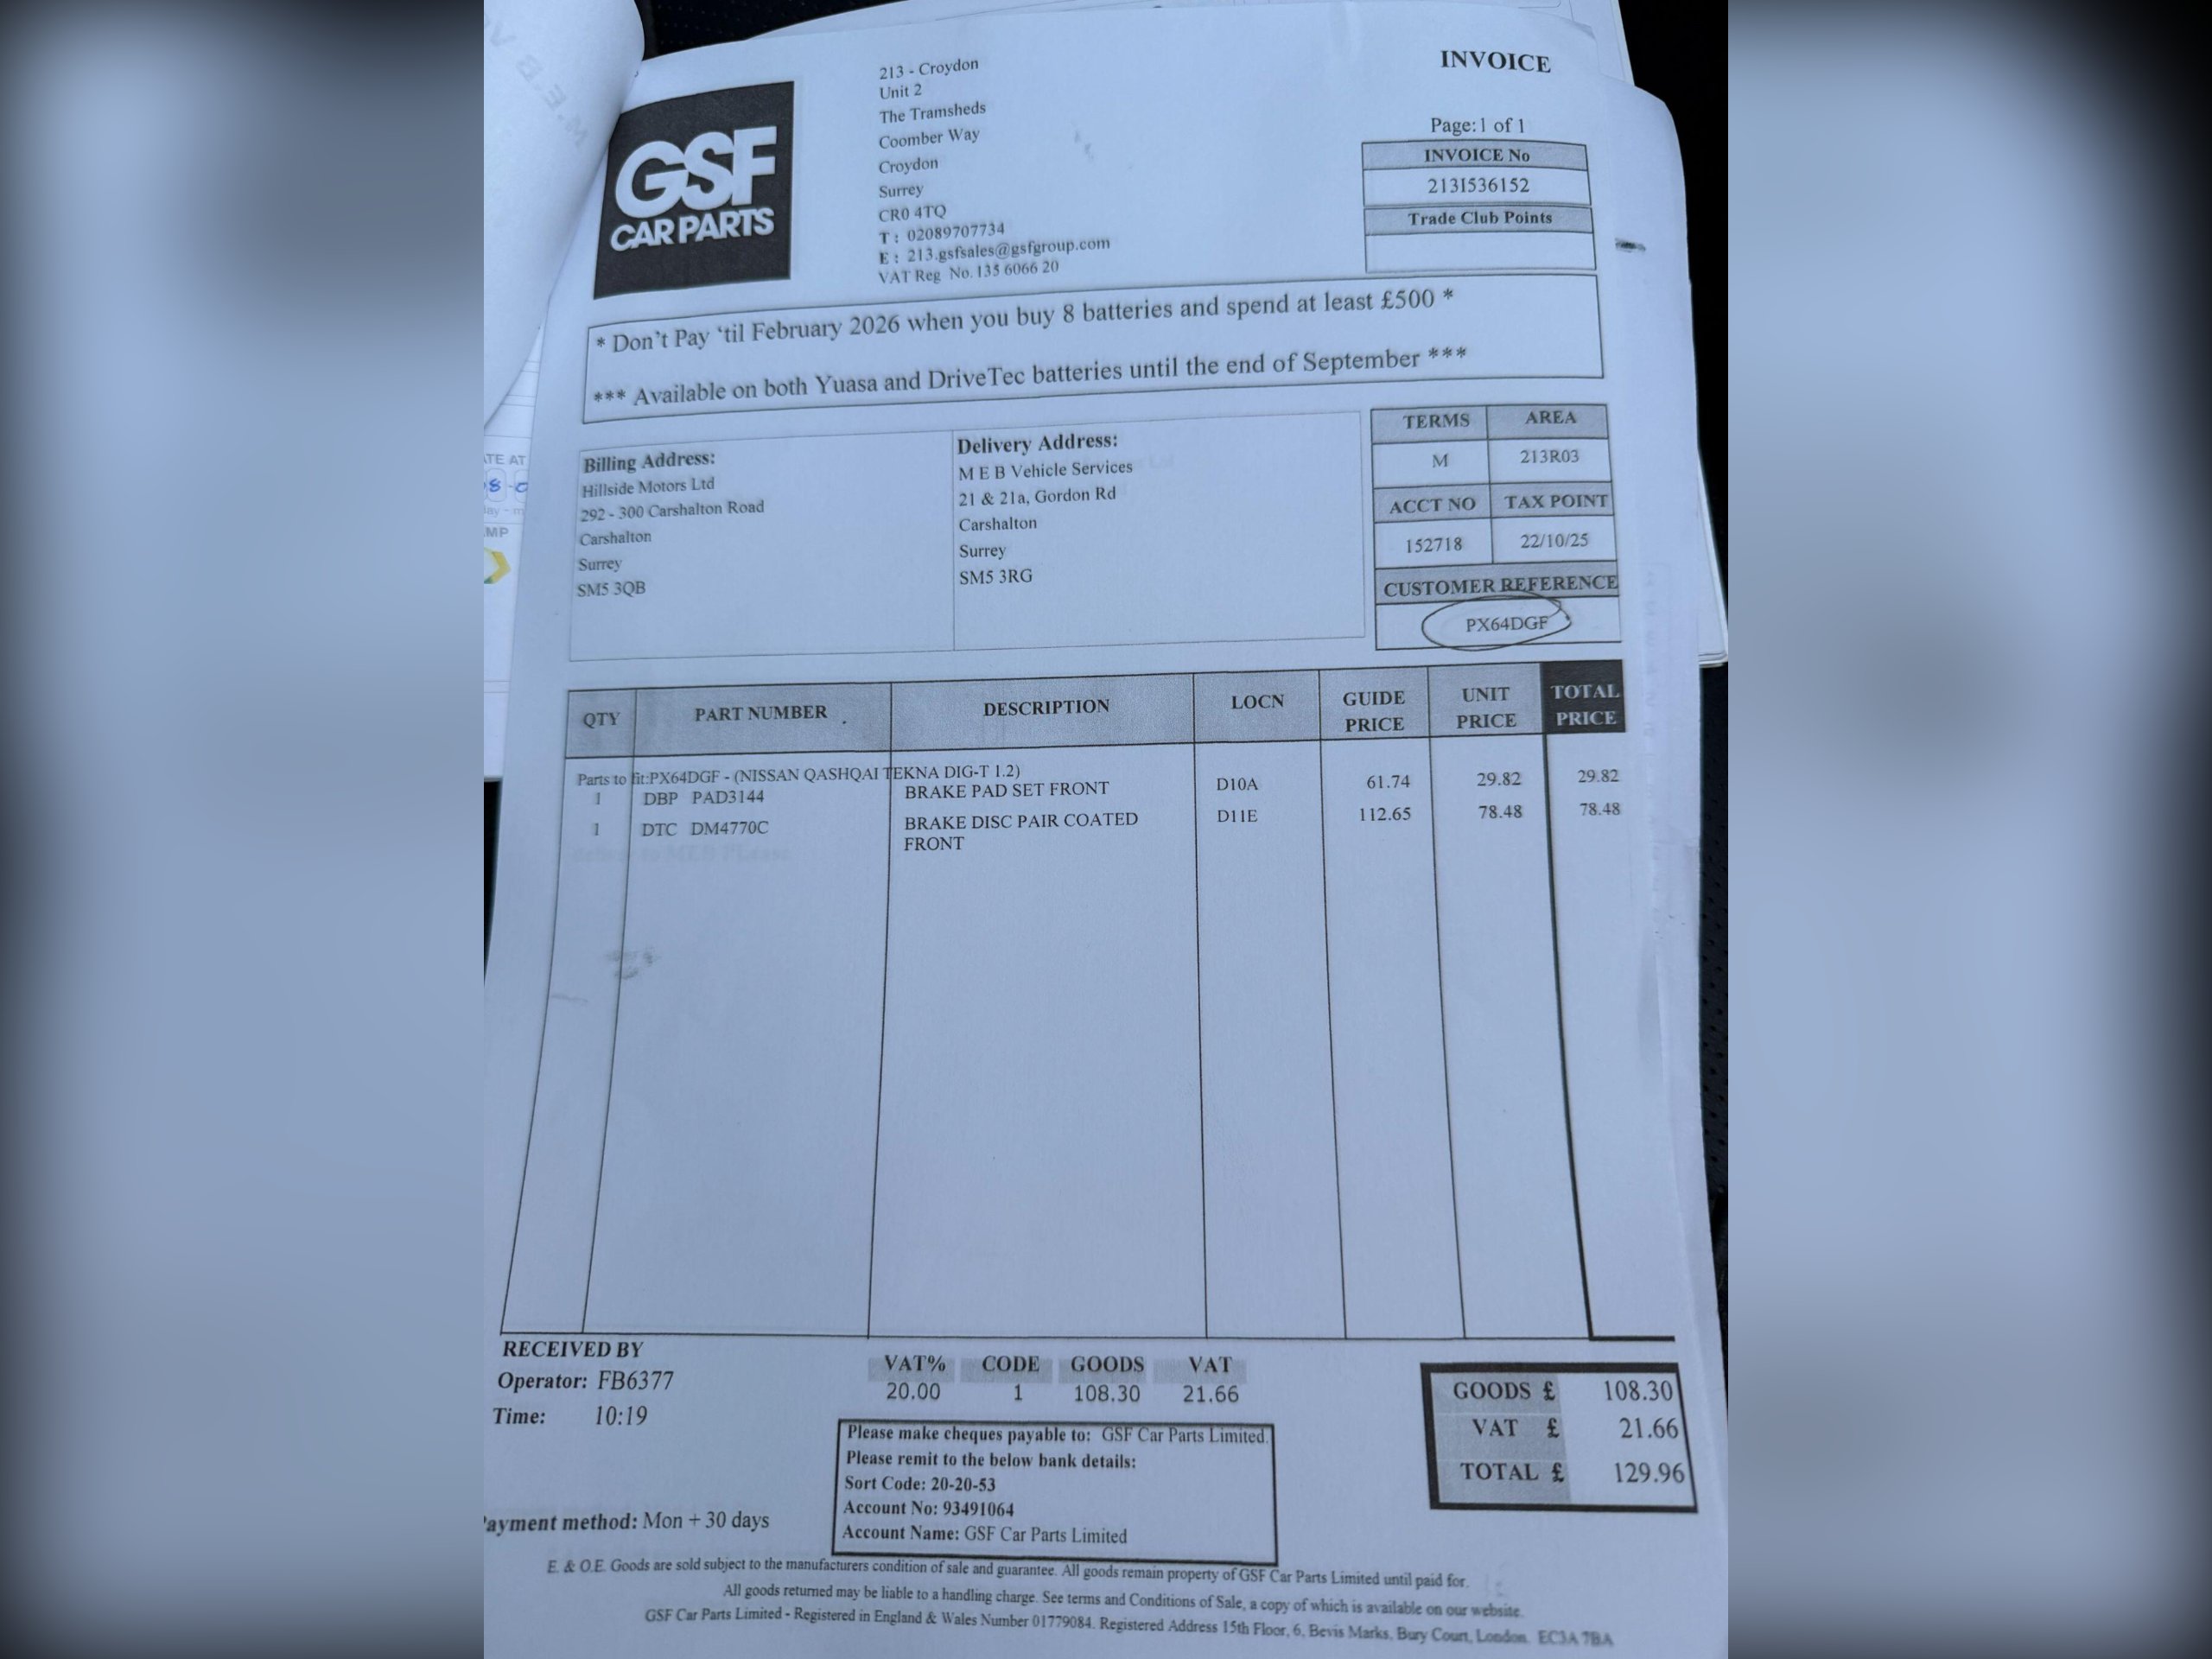 GSF
CAR PARTS
213 - Croydon
Unit 2
The Tramsheds
Coomber Way
Croydon
Surrey
CR0 4TQ
T : 02089707734
E : 213.gsfsales@gsfgroup.com
VAT Reg No. 135 6066 20
INVOICE
Page:1 of 1
INVOICE No
213I536152
Trade Club Points
* Don't Pay 'til February 2026 when you buy 8 batteries and spend at least £500 *
*** Available on both Yuasa and DriveTec batteries until the end of September ***
Billing Address:
Hillside Motors Ltd
292 - 300 Carshalton Road
Carshalton
Surrey
SM5 3QB
Delivery Address:
M E B Vehicle Services
21 & 21a, Gordon Rd
Carshalton
Surrey
SM5 3RG
TERMS AREA
M 213R03
ACCT NO TAX POINT
152718 22/10/25
CUSTOMER REFERENCE
PX64DGF
QTY PART NUMBER DESCRIPTION LOCN GUIDE PRICE UNIT PRICE TOTAL PRICE
Parts to fit:PX64DGF - (NISSAN QASHQAI TEKNA DIG-T 1.2)
1 DBP PAD3144 BRAKE PAD SET FRONT D10A 61.74 29.82 29.82
1 DTC DM4770C BRAKE DISC PAIR COATED D11E 112.65 78.48 78.48
FRONT
RECEIVED BY
Operator: FB6377
Time: 10:19
VAT% CODE GOODS VAT
20.00 1 108.30 21.66
GOODS £ 108.30
VAT £ 21.66
TOTAL £ 129.96
Please make cheques payable to: GSF Car Parts Limited.
Please remit to the below bank details:
Sort Code: 20-20-53
Account No: 93491064
Account Name: GSF Car Parts Limited
ayment method: Mon + 30 days
E. & O.E. Goods are sold subject to the manufacturers condition of sale and guarantee. All goods remain property of GSF Car Parts Limited until paid for.
All goods returned may be liable to a handling charge. See terms and Conditions of Sale, a copy of which is available on our website.
GSF Car Parts Limited - Registered in England & Wales Number 01779084. Registered Address 15th Floor, 6, Bevis Marks, Bury Court, London. EC3A 7BA